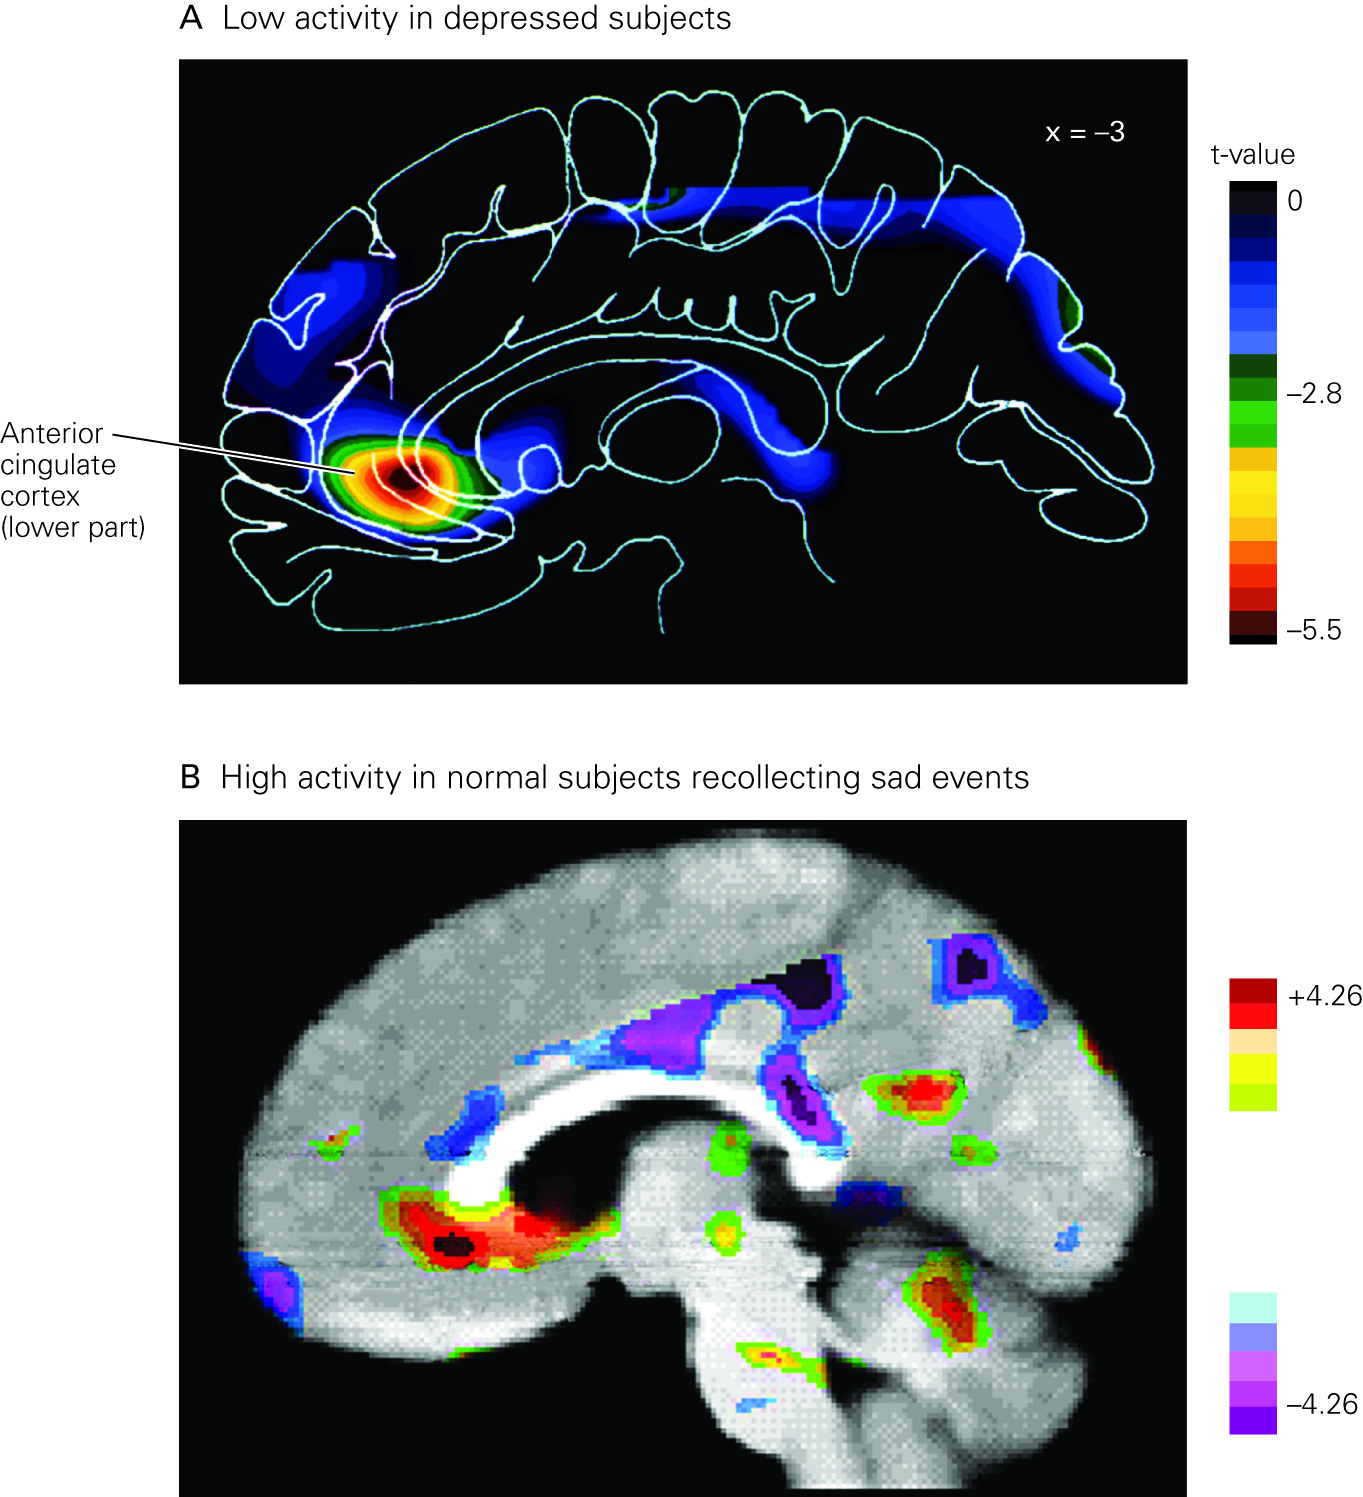 A Low activity in depressed subjects
x = –3
t-value
0
–2.8
–5.5
Anterior
cingulate
cortex
(lower part)
B High activity in normal subjects recollecting sad events
+4.26
–4.26